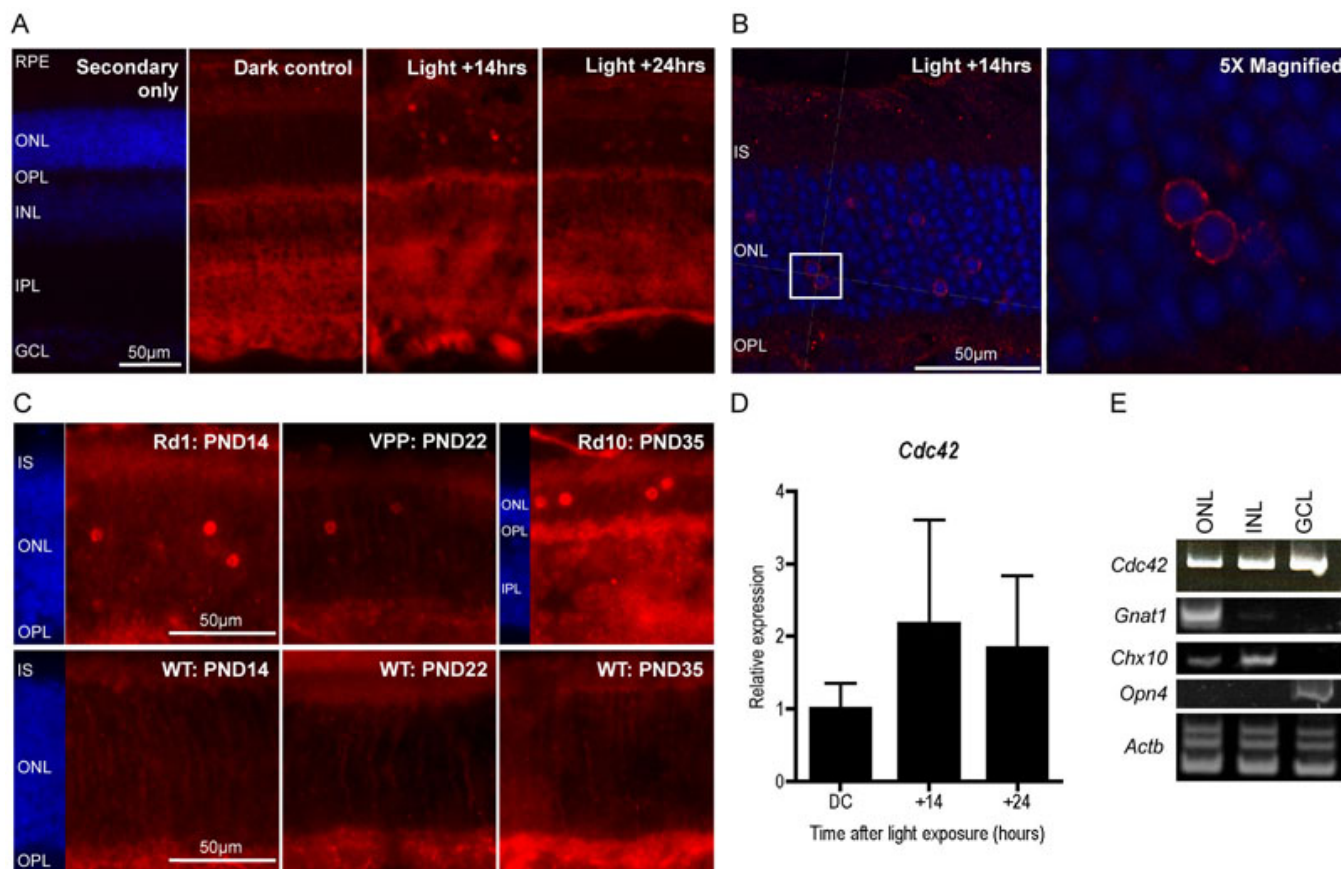 A
RPE
ONL
OPL
INL
IPL
GCL
Secondary only
50µm
Dark control
Light +14hrs
Light +24hrs
B
IS
ONL
OPL
Light +14hrs
50µm
5X Magnified
C
IS
ONL
OPL
Rd1: PND14
50µm
VPP: PND22
ONL
OPL
IPL
Rd10: PND35
IS
ONL
OPL
WT: PND14
50µm
WT: PND22
WT: PND35
D
Cdc42
Relative expression
4
3
2
1
0
DC
+14
+24
Time after light exposure (hours)
E
ONL
INL
GCL
Cdc42
Gnat1
Chx10
Opn4
Actb